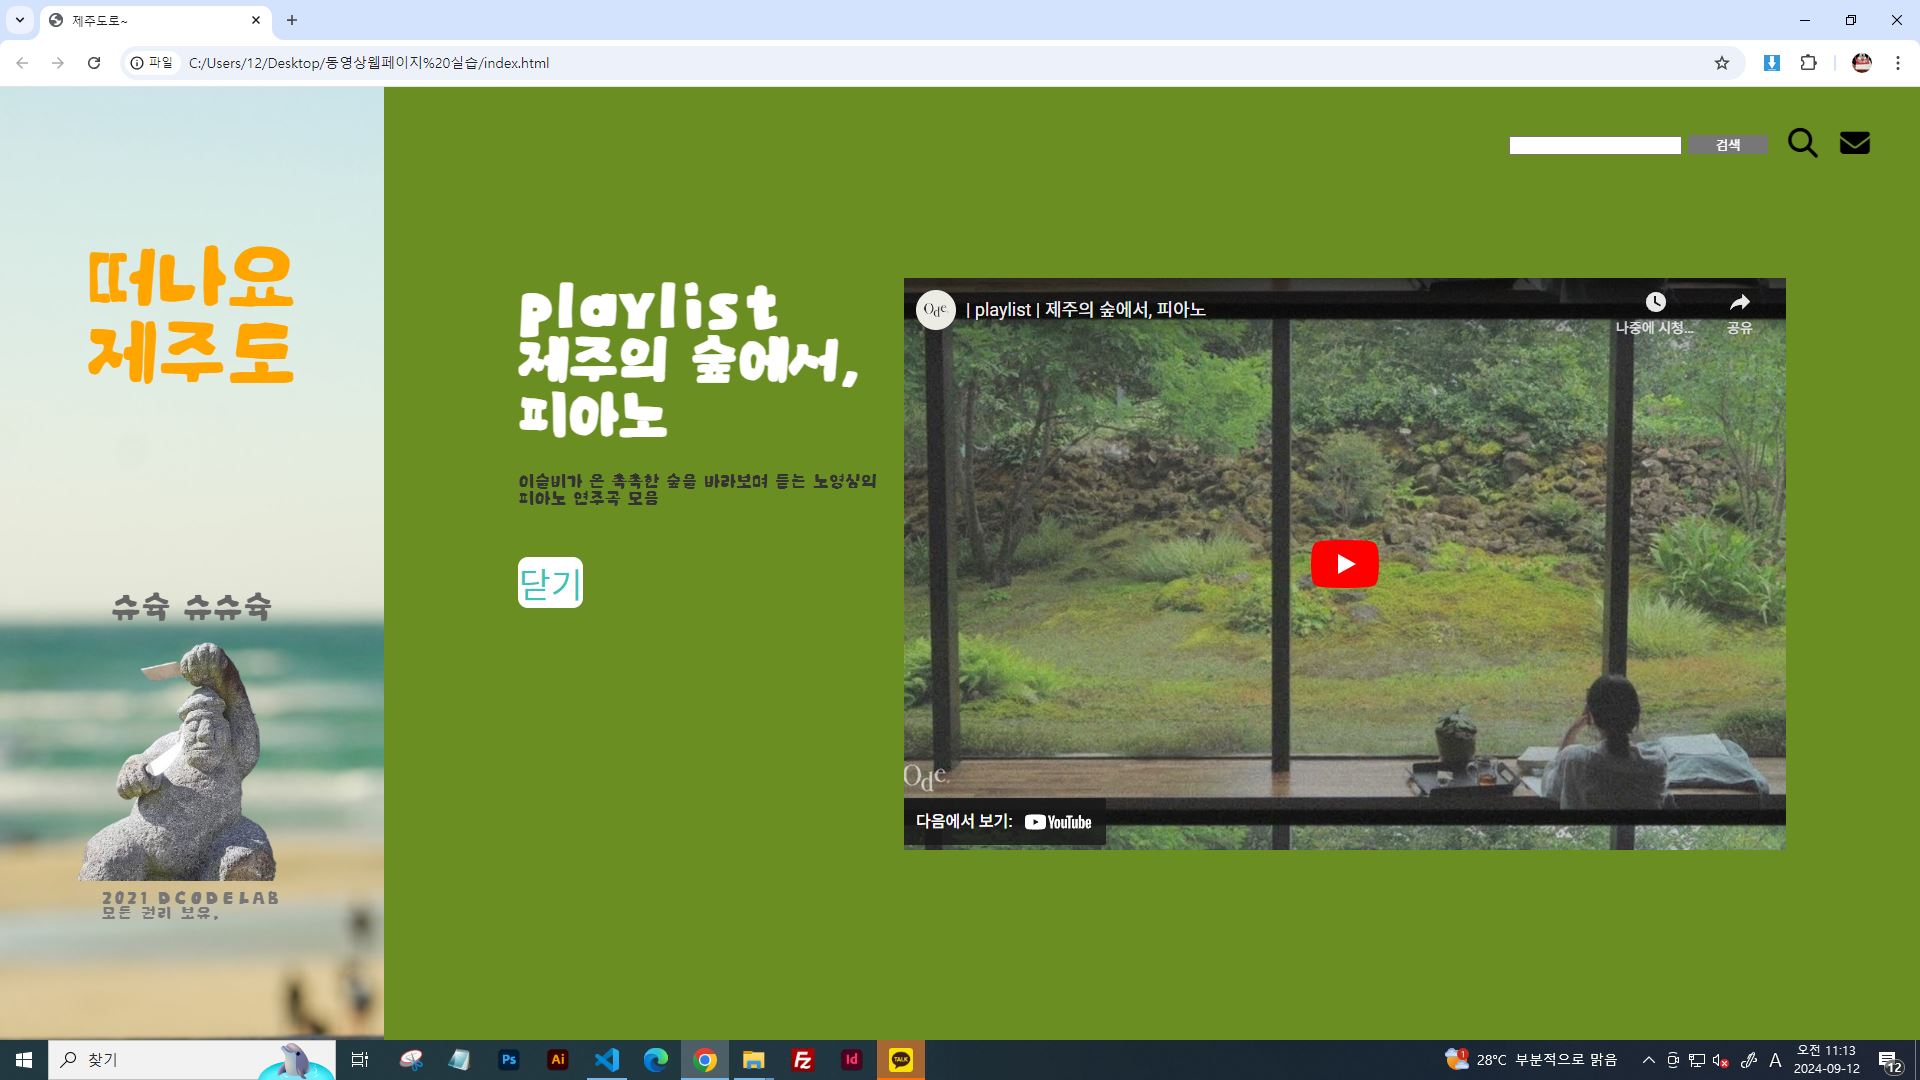 제주도로~
파일
C:/Users/12/Desktop/동영상웹페이지%20실습/index.html
검색
떠나요
제주도
슈슉 슈슈슉
2021 DCODELAB
모든 권리 보유.
playlist
제주의 숲에서,
피아노
이슬비가 온 촉촉한 숲을 바라보며 듣는 노영심의
피아노 연주곡 모음
닫기
Ode.
| playlist | 제주의 숲에서, 피아노
나중에 시청...
공유
Ode.
다음에서 보기: YouTube
찾기
Ps
Ai
Fz
Id
TALK
1
28°C 부분적으로 맑음
A
오전 11:13
2024-09-12
12